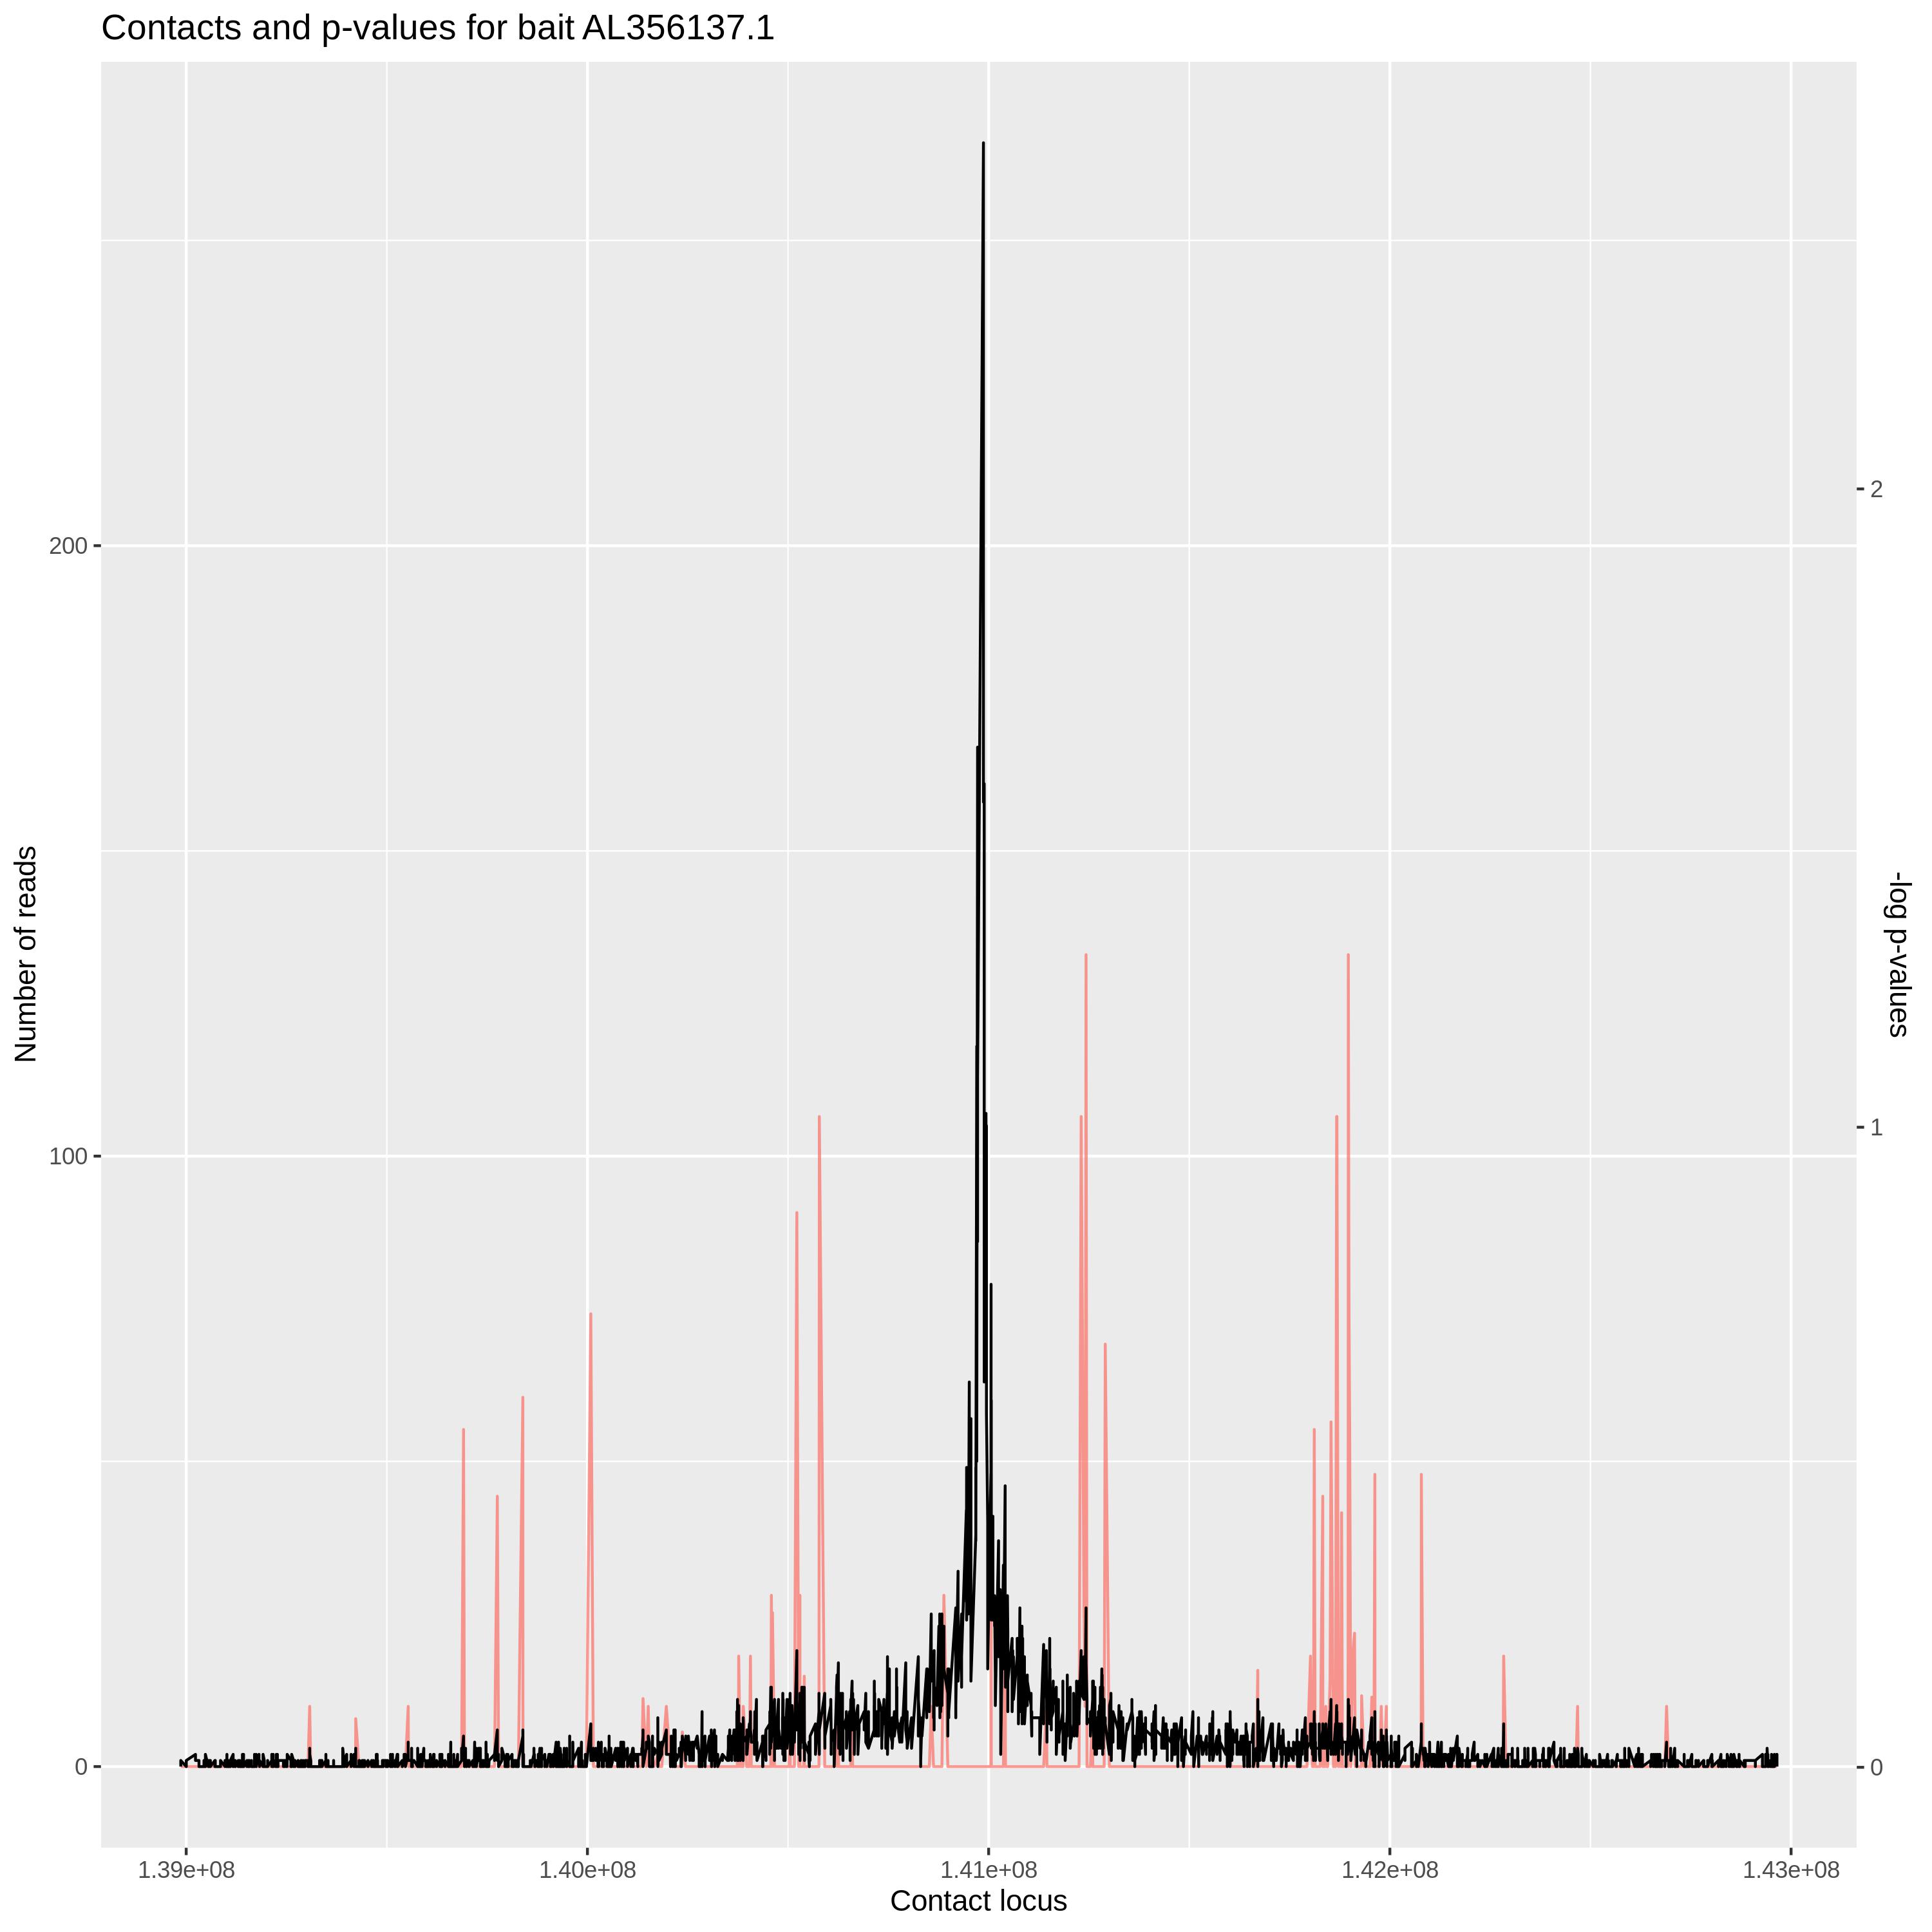 Contacts and p-values for bait AL356137.1
Number of reads
200
100
0
2
1
0
-log p-values
1.39e+08 1.40e+08 1.41e+08 1.42e+08 1.43e+08
Contact locus